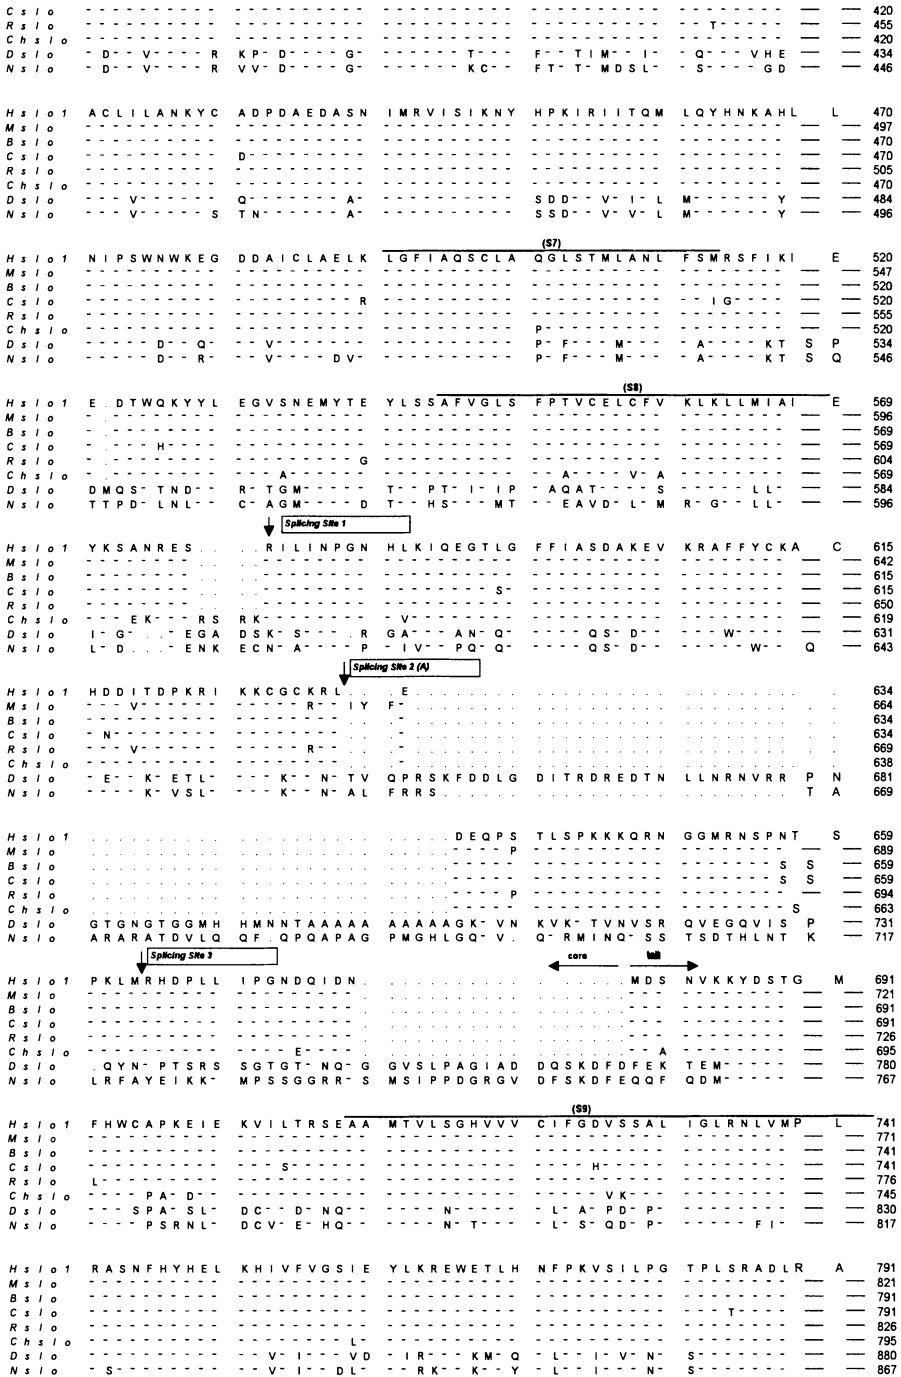 Cslo - - - - - - - - - - - - - - - - - - - - - - - - - - - - - - - - - - - - - - - - - - - - - - - - - - 420
Rslo - - - - - - - - - - - - - - - - - - - - - - - - - - - - - - - - - - - - - - - - - - T - - - - - - - 455
Chslo - - - - - - - - - - - - - - - - - - - - - - - - - - - - - - - - - - - - - - - - - - - - - - - - - - 420
Dslo -D--V----R KP-D----G- -----T---- F--TIM--I- -Q---VHE 434
Nslo -D--V----R VV-D----G- -----KC--- FT-T-MDSL- -S----GD 446
Hslo1 ACLILANKYC ADPDAEDASN IMRVISIKNY HPKIRIITQM LQYHNKAHL L 470
Mslo ---------- ---------- ---------- ---------- ---------- 497
Bslo ---------- ---------- ---------- ---------- ---------- 470
Cslo ---------- D--------- ---------- ---------- ---------- 470
Rslo ---------- ---------- ---------- ---------- ---------- 505
Chslo ---------- ---------- ---------- ---------- ---------- 470
Dslo ---V------ Q------A-- ---------- SDD--V-I-L M------Y-- 484
Nslo ---V-----S TN-----A-- ---------- SSD--V-V-L M------Y-- 496
(S7)
Hslo1 NIPSWNWKEG DDAICLAELK LGFIAQSCLA QGLSTMLANL FSMRSFIKI E 520
Mslo ---------- ---------- ---------- ---------- ---------- 547
Bslo ---------- ---------- ---------- ---------- ---------- 520
Cslo ---------- ---------R ---------- ---------- --IG------ 520
Rslo ---------- ---------- ---------- ---------- ---------- 555
Chslo ---------- ---------- ---------- P--------- ---------- 520
Dslo -----D--Q- --V------- ---------- P-F---M--- -A----KT S P 534
Nslo -----D--R- --V----DV- ---------- P-F---M--- -A----KT S Q 546
(S8)
Hslo1 E.DTWQKYYL EGVSNEMYTE YLSSAFVGLS FPTVCELCFV KLKLLMIAI E 569
Mslo -.-------- ---------- ---------- ---------- ---------- 596
Bslo -.-------- ---------- ---------- ---------- ---------- 569
Cslo -.---H---- ---------- ---------- ---------- ---------- 569
Rslo -.-------- ---------G ---------- ---------- ---------- 604
Chslo -.-------- ---A------ ---------- --A----V-A ---------- 569
Dslo DMQS-TND-- R-TGM----- -T--PT-I-IP -AQAT----S -----LL-- 584
Nslo TTPD-LNL-- C-AGM----D T--HS---MT --EAVD-L-M R-G--LL-- 596
Splicing Site 1
Hslo1 YKSANRES.. ..RILINPGN HLKIQEGTLG FFIASDAKEV KRAFFYCKA C 615
Mslo --------.. ..-------- ---------- ---------- ---------- 642
Bslo --------.. ..-------- ---------- ---------- ---------- 615
Cslo --------.. ..-------- --------S- ---------- ---------- 615
Rslo --------.. ..-------- ---------- ---------- ---------- 650
Chslo ---EK---RS RK-------- -V-------- ---------- ---------- 619
Dslo I-G...-EGA DSK-S--.R GA--AN-Q-- ----QS-D-- ---W------ 631
Nslo L-D..-ENK ECN-A----P- IV--PQ-Q-- ----QS-D-- -----W-- Q - 643
Splicing Site 2 (A)
Hslo1 HDDITDPKRI KKCGCKRL.. ..E....... .......... .......... 634
Mslo ---V------ -----R--IY F-........ .......... .......... 664
Bslo ---------- --------.. ..-....... .......... .......... 634
Cslo -N-------- --------.. ..-....... .......... .......... 634
Rslo ---V------ -----R--.. ..-....... .......... .......... 669
Chslo ---------- --------.. ..-....... .......... .......... 638
Dslo -E--K-ETL- ---K--N-TV QPRSKFDDLG DITRDREDTN LLNRNVRR P N 681
Nslo ----K-VSL- ---K--N-AL FRRS...... .......... ........ T A 669
Hslo1 .......... .......... .....DEQPS TLSPKKKQRN GGMRNSPNT S 659
Mslo .......... .......... .....----P ---------- ---------- 689
Bslo .......... .......... .....----- ---------- -------S S 659
Cslo .......... .......... .....----- ---------- -------S S 659
Rslo .......... .......... .....----P ---------- ---------- 694
Chslo .......... .......... .....----- ---------- --------S- 663
Dslo GTGNGTGGMH HMNNTAAAAA AAAAAGK-VN KVK-TVNVSR QVEGQVIS P 731
Nslo ARARATDVLQ QF.QPQAPAG PMGHLGQ-V. Q-RMINQ-SS TSDTHLNT K 717
Splicing Site 3
core tail
Hslo1 PKLMRHDPLL IPGNDQIDN. .......... .......MDS NVKKYDSTG M 691
Mslo ---------- ---------. .......... .......--- ---------- 721
Bslo ---------- ---------. .......... .......--- ---------- 691
Cslo ---------- ---------. .......... .......--- ---------- 691
Rslo ---------- ---------. .......... .......--- ---------- 726
Chslo ---------- ----E----. .......... .......--A ---------- 695
Dslo .QYN-PTSRS SGTGT-NQ-G GVSLPAGIAD DQSKDFDFEK TEM------- 780
Nslo LRFAYEIKK- MPSSGGRR-S MSIPPDGRGV DFSKDFEQQF QDM------- 767
(S9)
Hslo1 FHWCAPKEIE KVILTRSEAA MTVLSGHVVV CIFGDVSSAL IGLRNLVMP L 741
Mslo ---------- ---------- ---------- ---------- ---------- 771
Bslo ---------- ---------- ---------- ---------- ---------- 741
Cslo ---------- ---S------ ---------- ----H----- ---------- 741
Rslo L--------- ---------- ---------- ---------- ---------- 776
Chslo ----PA-D-- ---------- ---------- -----VK--- ---------- 745
Dslo ---SPA-SL- DC--D-NQ-- ---N------ -L-A-PD-P- ---------- 830
Nslo ----PSRNL- DCV-E-HQ-- ---N-T---- -L-S-QD-P- -----FI-- 817
Hslo1 RASNFHYHEL KHIVFVGSIE YLKREWETLH NFPKVSILPG TPLSRADLR A 791
Mslo ---------- ---------- ---------- ---------- ---------- 821
Bslo ---------- ---------- ---------- ---------- ---------- 791
Cslo ---------- ---------- ---------- ---------- ---T------ 791
Rslo ---------- ---------- ---------- ---------- ---------- 826
Chslo ---------- --------L- ---------- ---------- ---------- 795
Dslo ---------- --V-I---VD -IR---KM-Q -L--I-V-N- S--------- 880
Nslo -S-------- --V-I--DL- --RK--K--Y -L--I---N- S--------- 867